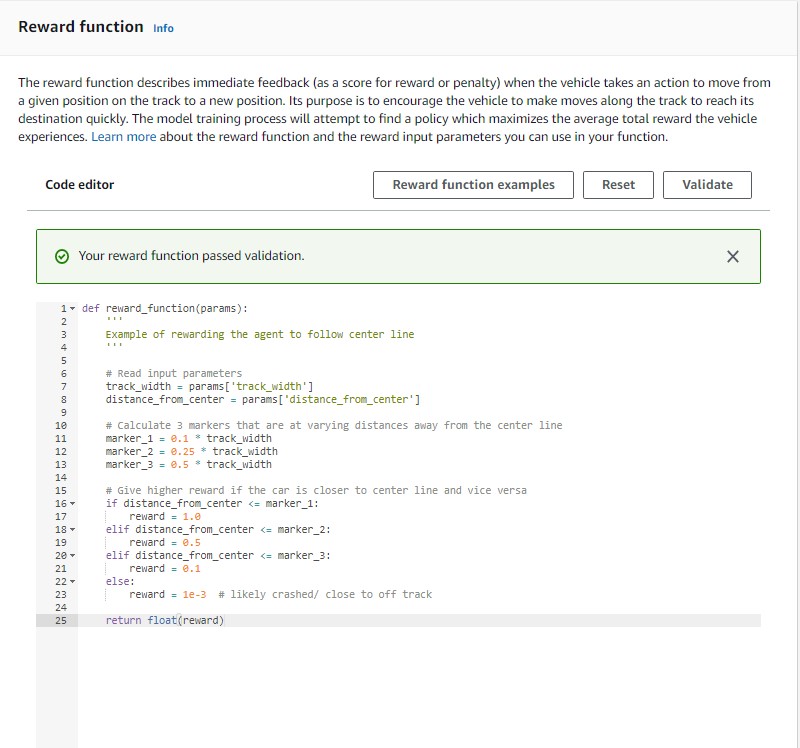 Reward function Info
The reward function describes immediate feedback (as a score for reward or penalty) when the vehicle takes an action to move from
a given position on the track to a new position. Its purpose is to encourage the vehicle to make moves along the track to reach its
destination quickly. The model training process will attempt to find a policy which maximizes the average total reward the vehicle
experiences. Learn more about the reward function and the reward input parameters you can use in your function.
Code editor Reward function examples Reset Validate
Your reward function passed validation.
1 def reward_function(params):
2     '''
3     Example of rewarding the agent to follow center line
4     '''
5
6     # Read input parameters
7     track_width = params['track_width']
8     distance_from_center = params['distance_from_center']
9
10     # Calculate 3 markers that are at varying distances away from the center line
11     marker_1 = 0.1 * track_width
12     marker_2 = 0.25 * track_width
13     marker_3 = 0.5 * track_width
14
15     # Give higher reward if the car is closer to center line and vice versa
16     if distance_from_center <= marker_1:
17         reward = 1.0
18     elif distance_from_center <= marker_2:
19         reward = 0.5
20     elif distance_from_center <= marker_3:
21         reward = 0.1
22     else:
23         reward = 1e-3  # likely crashed/ close to off track
24
25     return float(reward)